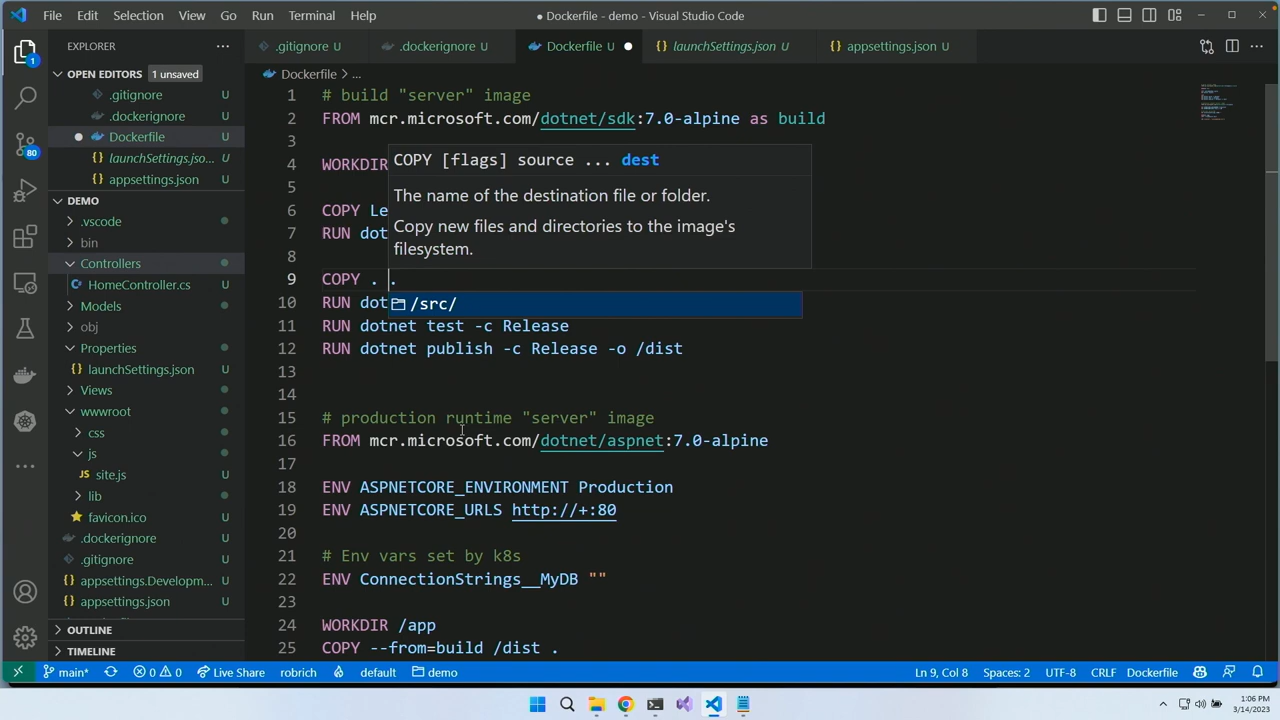 File Edit Selection View Go Run Terminal Help
● Dockerfile - demo - Visual Studio Code
EXPLORER
.gitignore U
.dockerignore U
Dockerfile U ●
launchSettings.json U
appsettings.json U
1
OPEN EDITORS 1 unsaved
.gitignore U
.dockerignore U
Dockerfile U
launchSettings.jso... U
appsettings.json U
80
DEMO
.vscode
bin
Controllers
HomeController.cs U
Models
obj
Properties
launchSettings.json U
Views
wwwroot
css
js
site.js U
lib
favicon.ico U
.dockerignore U
.gitignore U
appsettings.Developm... U
appsettings.json U
OUTLINE
TIMELINE
Dockerfile > ...
1 # build "server" image
2 FROM mcr.microsoft.com/dotnet/sdk:7.0-alpine as build
3
4 WORKDIR
5
6 COPY Le
7 RUN dot
8
9 COPY . .
10 RUN dot
11 RUN dotnet test -c Release
12 RUN dotnet publish -c Release -o /dist
13
14
15 # production runtime "server" image
16 FROM mcr.microsoft.com/dotnet/aspnet:7.0-alpine
17
18 ENV ASPNETCORE_ENVIRONMENT Production
19 ENV ASPNETCORE_URLS http://+:80
20
21 # Env vars set by k8s
22 ENV ConnectionStrings__MyDB ""
23
24 WORKDIR /app
25 COPY --from=build /dist .
COPY [flags] source ... dest
The name of the destination file or folder.
Copy new files and directories to the image's
filesystem.
/src/
main* 0 0 Live Share robrich default demo
Ln 9, Col 8 Spaces: 2 UTF-8 CRLF Dockerfile
1:06 PM
3/14/2023